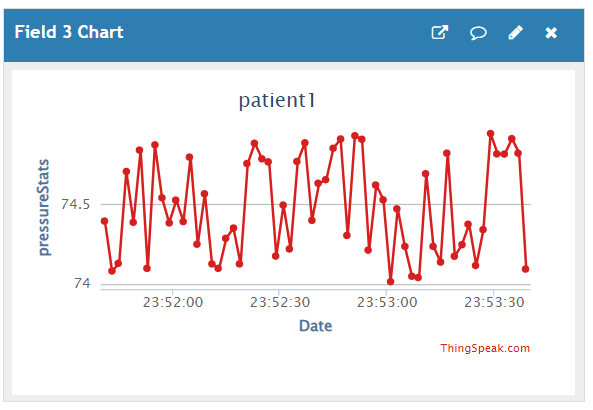 Field 3 Chart
patient1
pressureStats
74.5
74
23:52:00 23:52:30 23:53:00 23:53:30
Date
ThingSpeak.com